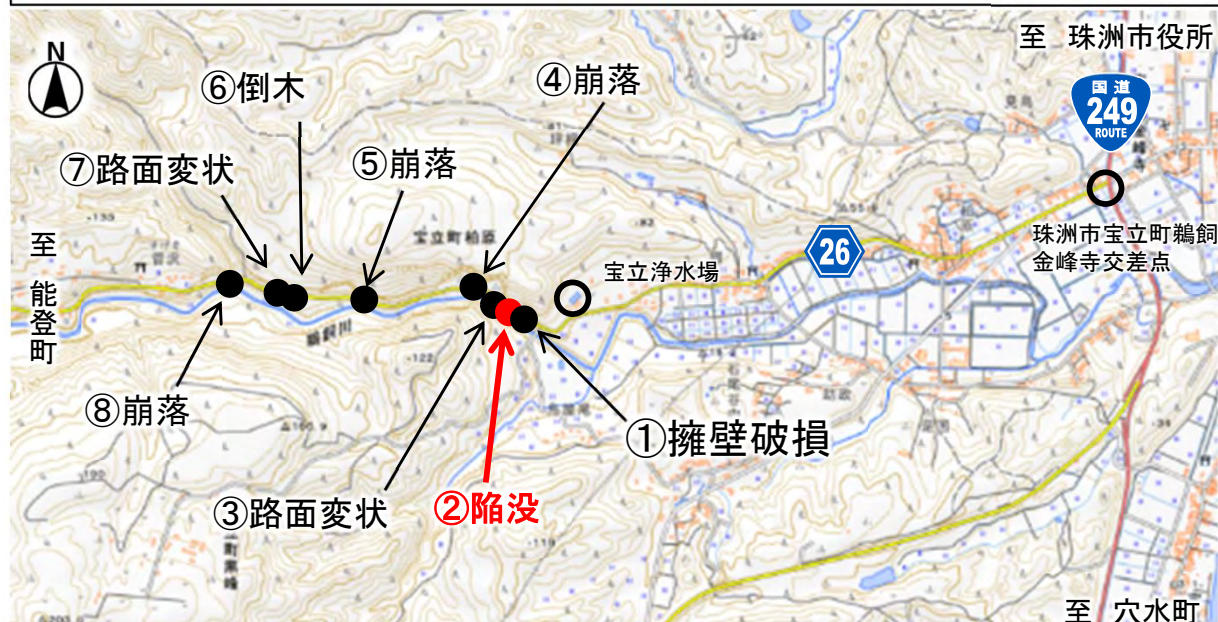 至 珠洲市役所
N
国道
249
ROUTE
④崩落
⑥倒木
⑤崩落
⑦路面変状
宝立町柏原
26
珠洲市宝立町鵜飼
金峰寺交差点
宝立浄水場
至
能登町
⑧崩落
①擁壁破損
②陥没
③路面変状
至 穴水町